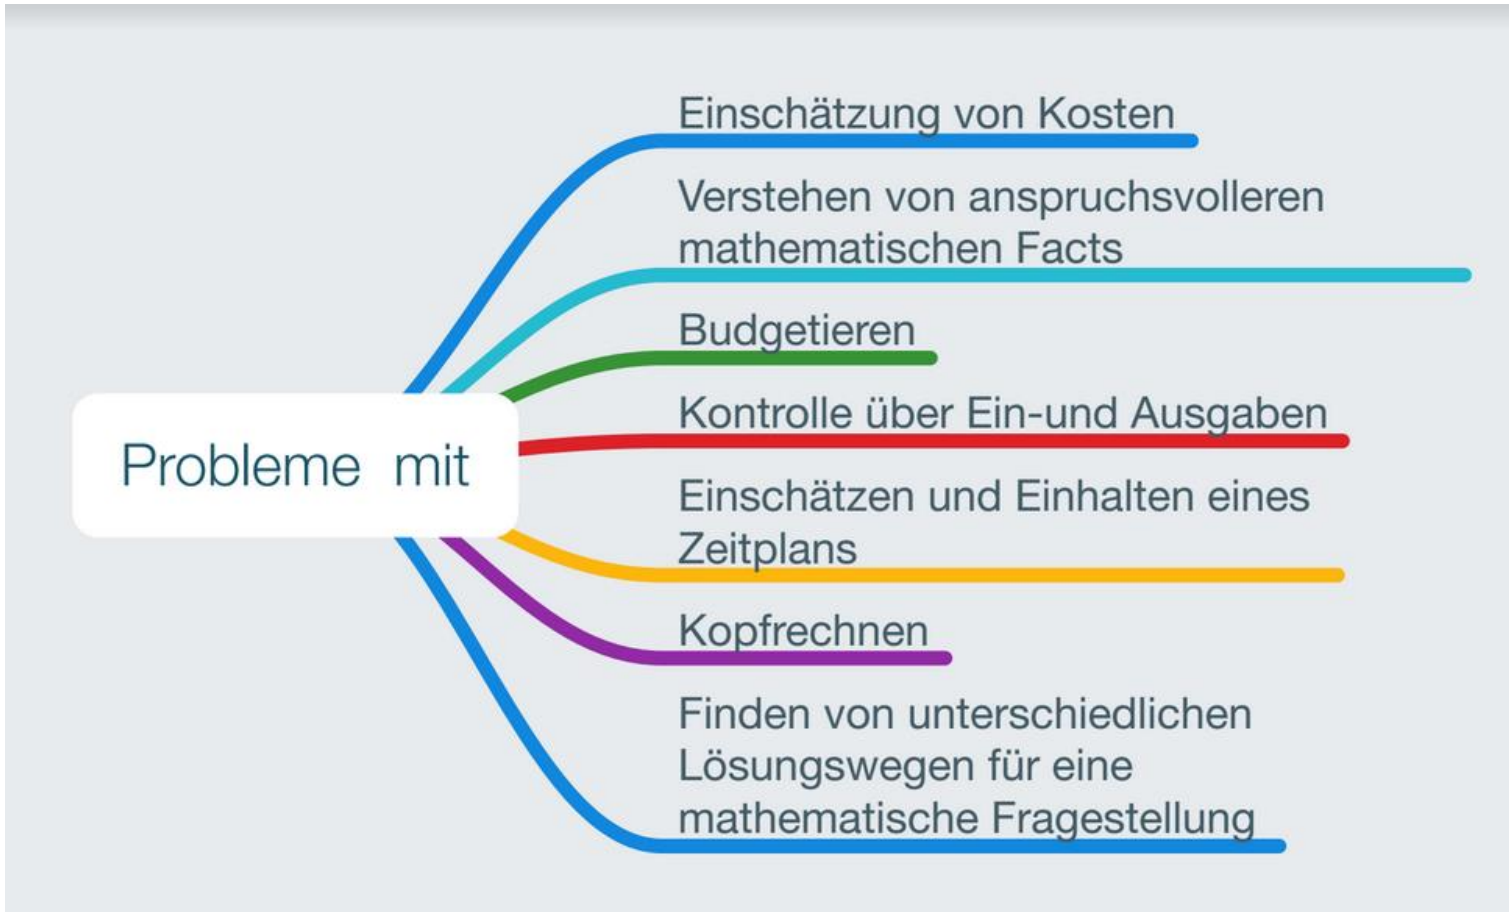 Einschätzung von Kosten
Verstehen von anspruchsvolleren
mathematischen Facts
Budgetieren
Kontrolle über Ein-und Ausgaben
Probleme mit
Einschätzen und Einhalten eines
Zeitplans
Kopfrechnen
Finden von unterschiedlichen
Lösungswegen für eine
mathematische Fragestellung